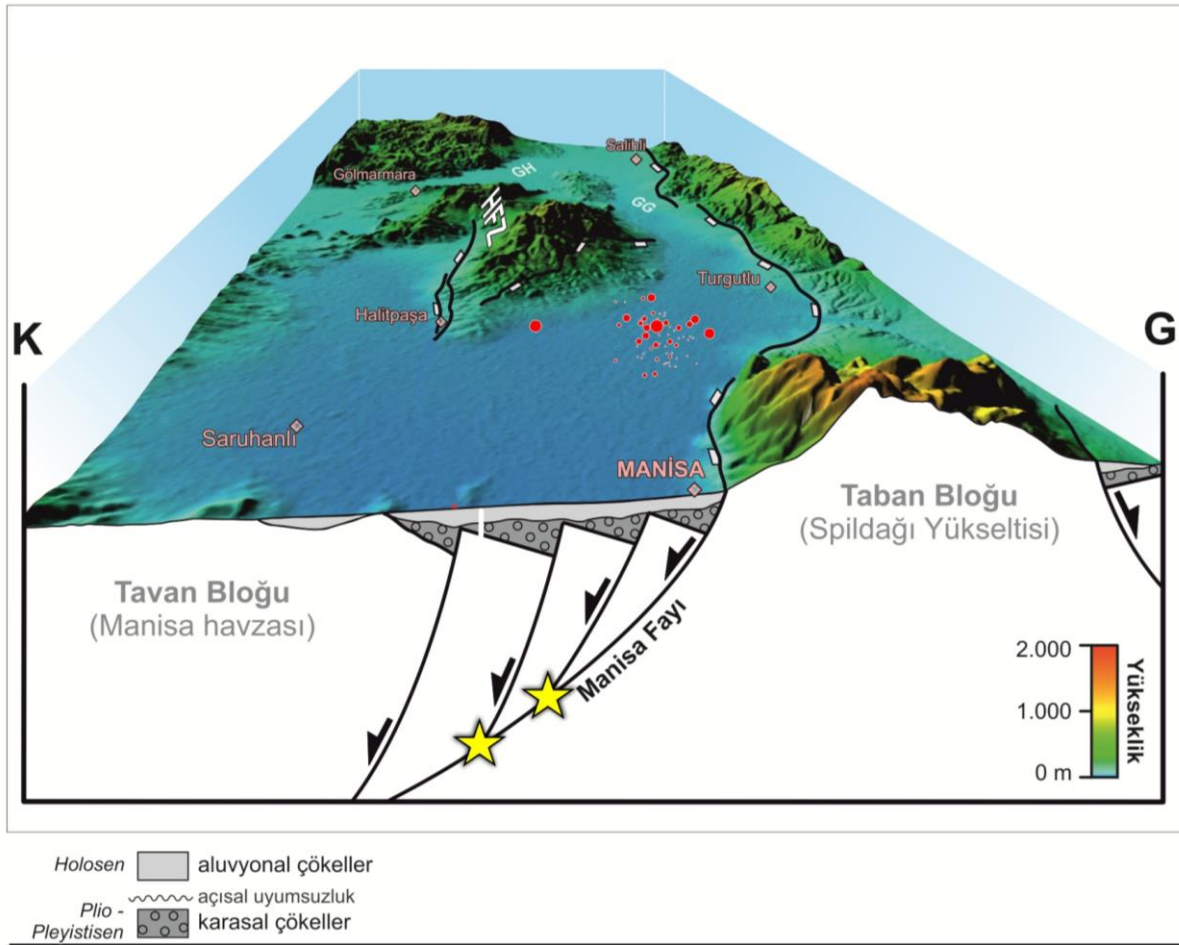 Salihli
Gölmarmara
GH
HFZ
GG
Turgutlu
Halitpaşa
K
G
Saruhanlı
MANİSA
Taban Bloğu
(Spildağı Yükseltisi)
Tavan Bloğu
(Manisa havzası)
Manisa Fayı
2.000
1.000
0 m
Yükseklik
Holosen
aluvyonal çökeller
açısal uyumsuzluk
Plio -
Pleyistisen
karasal çökeller